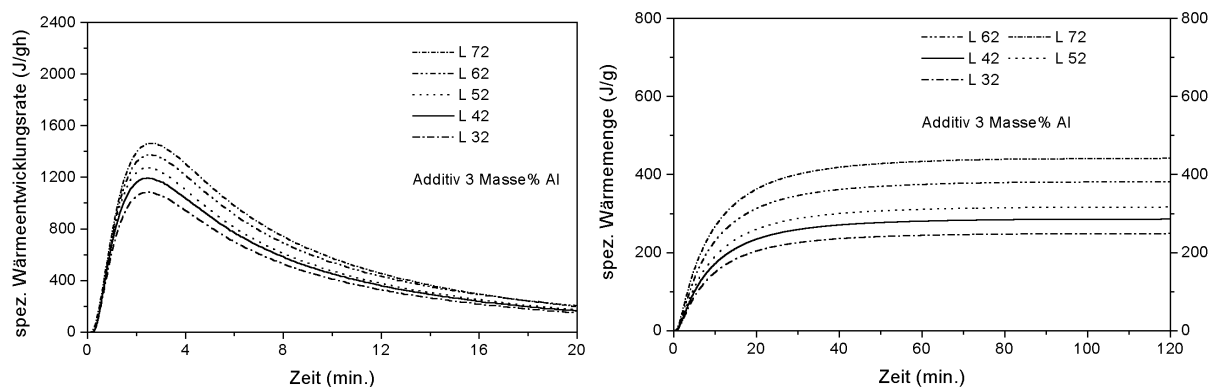 2400
2000
1600
1200
800
400
0
spez. Wärmeentwicklungsrate (J/gh)
L 72
L 62
L 52
L 42
L 32
Additiv 3 Masse% Al
0 4 8 12 16 20
Zeit (min.)
800
600
400
200
0
spez. Wärmemenge (J/g)
L 62 L 72
L 42 L 52
L 32
Additiv 3 Masse% Al
800
600
400
200
0
0 20 40 60 80 100 120
Zeit (min.)